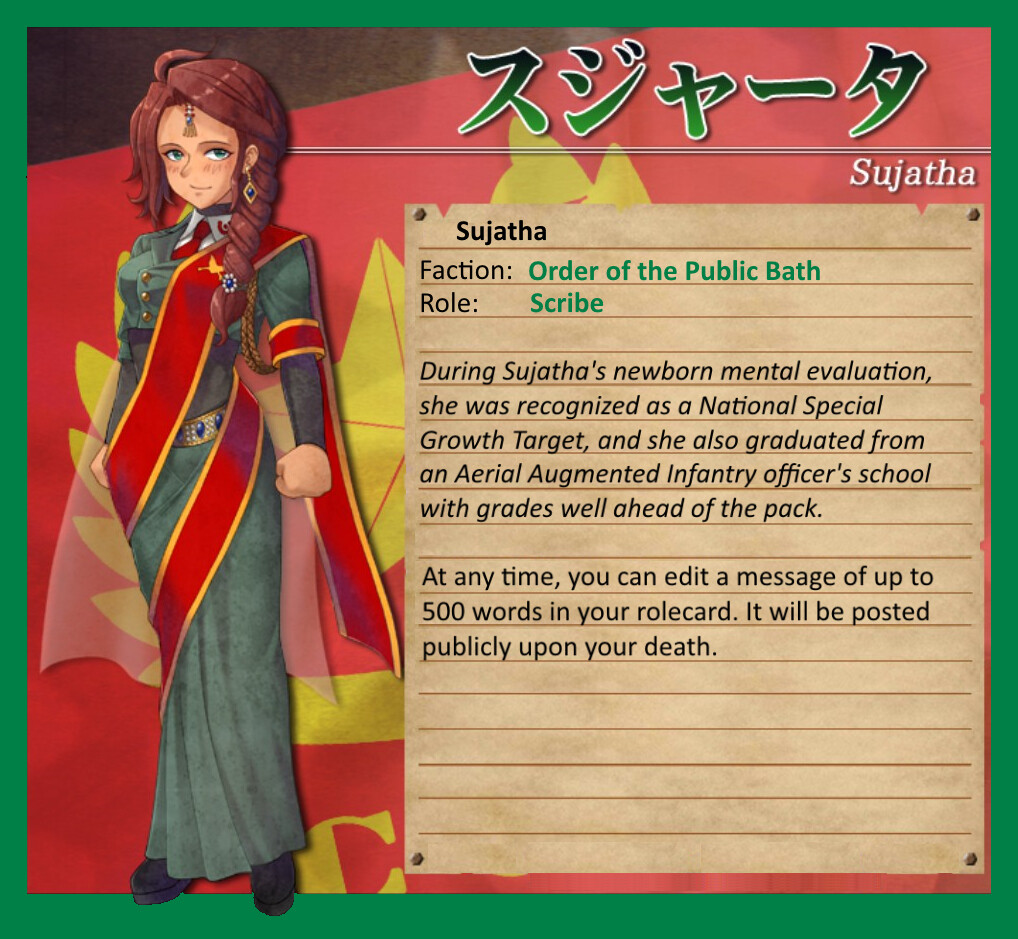 スジャータ
Sujatha
Sujatha
Faction: Order of the Public Bath
Role: Scribe
During Sujatha's newborn mental evaluation,
she was recognized as a National Special
Growth Target, and she also graduated from
an Aerial Augmented Infantry officer's school
with grades well ahead of the pack.
At any time, you can edit a message of up to
500 words in your rolecard. It will be posted
publicly upon your death.